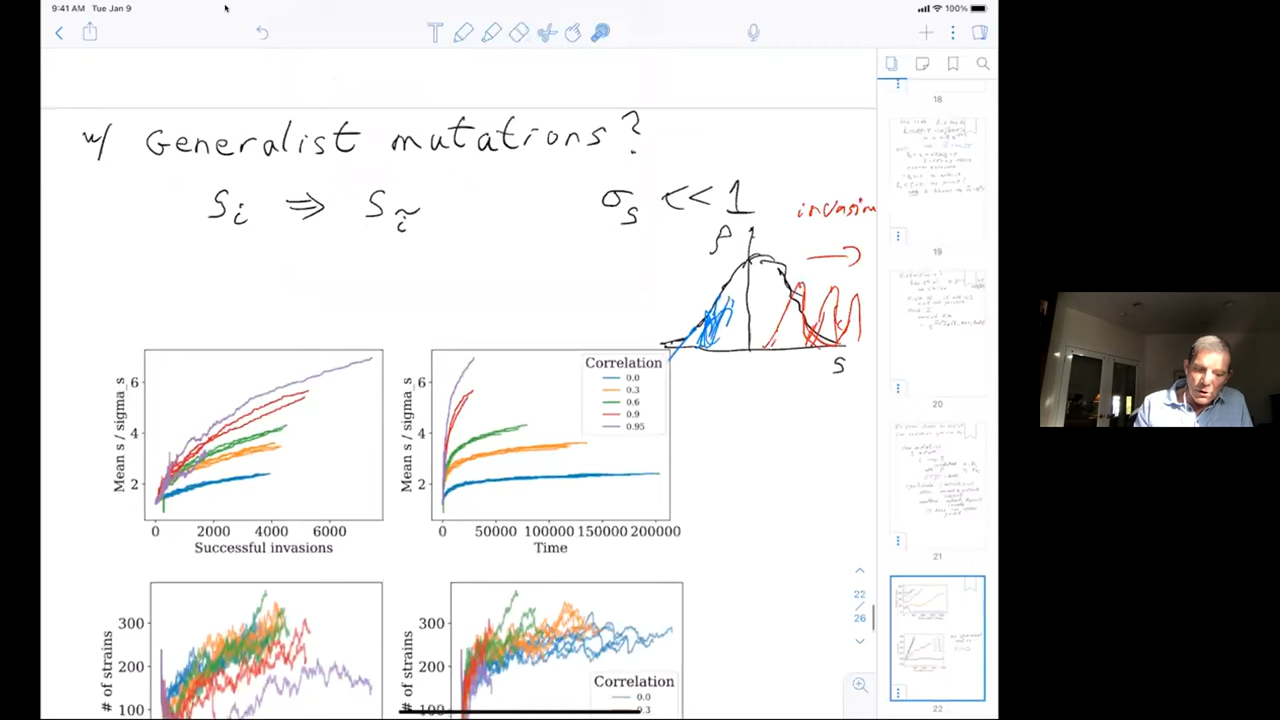 9:41 AM Tue Jan 9
100%
w/ Generalist mutations?
s_i ⇒ s_ĩ σ_s << 1
invasion
ρ
s
Mean s / sigma_s
6
4
2
0 2000 4000 6000
Successful invasions
Mean s / sigma_s
6
4
2
0 50000 100000 150000 200000
Time
Correlation
0.0
0.3
0.6
0.9
0.95
# of strains
300
200
100
# of strains
300
200
100
Correlation
0.0
0.3
18
19
20
21
22
22
/
26